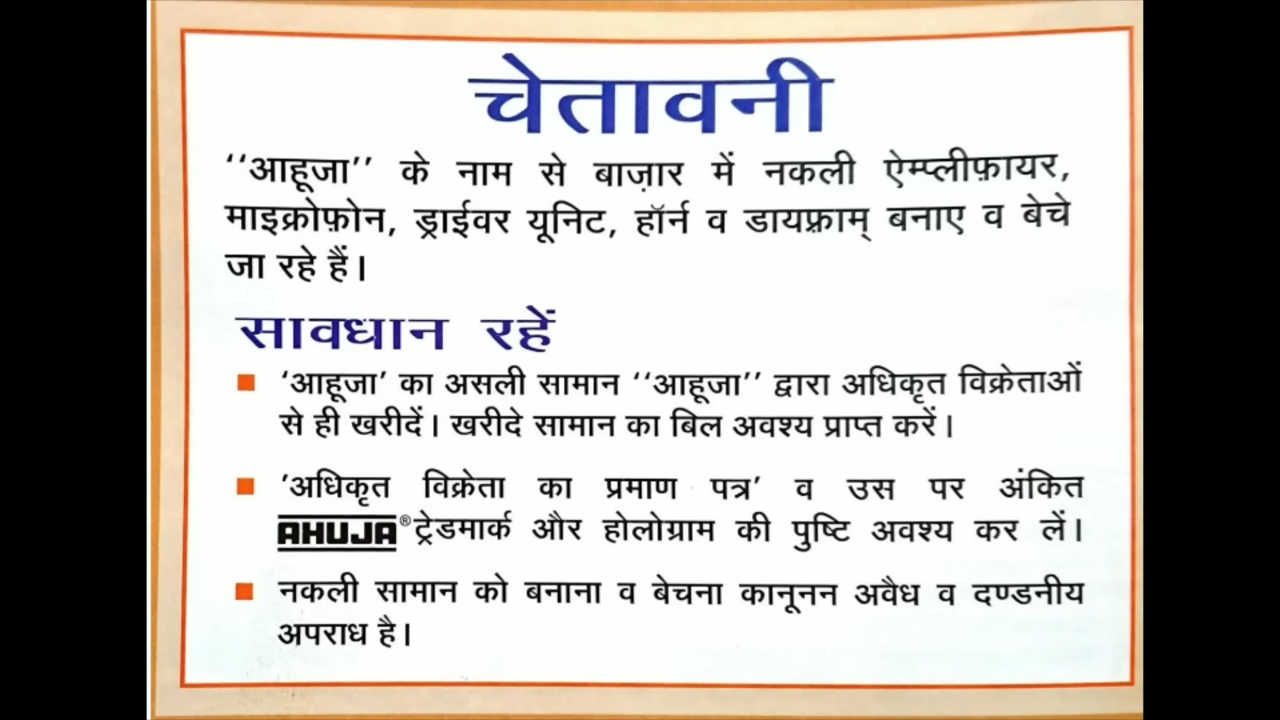 चेतावनी
‘‘आहूजा’’ के नाम से बाज़ार में नकली ऐम्प्लीफ़ायर,
माइक्रोफ़ोन, ड्राईवर यूनिट, हॉर्न व डायफ़्राम् बनाए व बेचे
जा रहे हैं।
सावधान रहें
‘आहूजा’ का असली सामान ‘‘आहूजा’’ द्वारा अधिकृत विक्रेताओं
से ही खरीदें। खरीदे सामान का बिल अवश्य प्राप्त करें।
’अधिकृत विक्रेता का प्रमाण पत्र’ व उस पर अंकित
AHUJA® ट्रेडमार्क और होलोग्राम की पुष्टि अवश्य कर लें।
नकली सामान को बनाना व बेचना कानूनन अवैध व दण्डनीय
अपराध है।